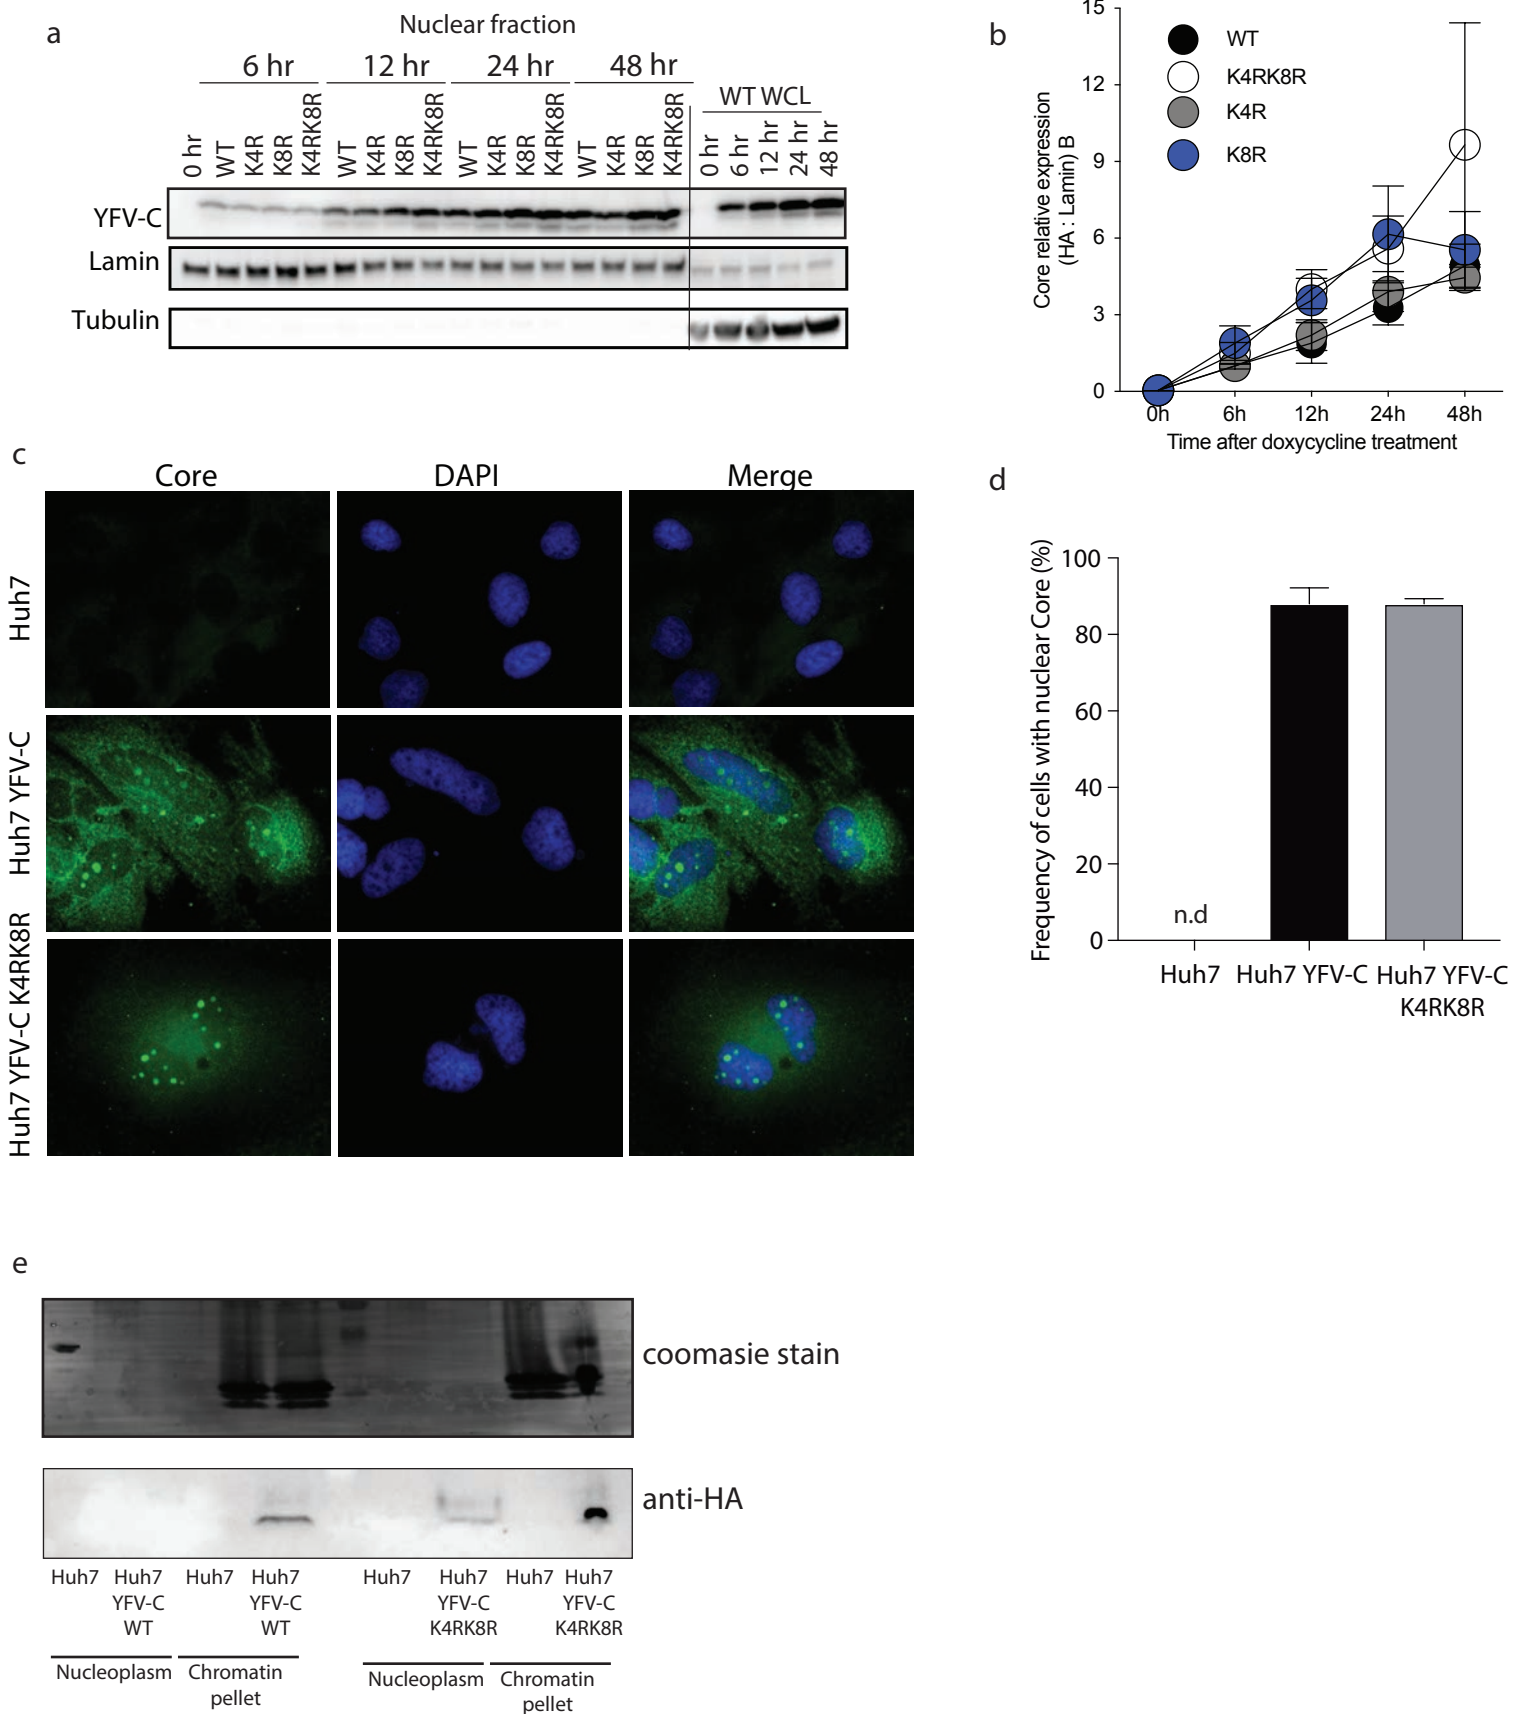 a
Nuclear fraction
6 hr 12 hr 24 hr 48 hr
WT WCL
0 hr WT K4R K8R K4RK8R WT K4R K8R K4RK8R WT K4R K8R K4RK8R WT K4R K8R K4RK8R 0 hr 6 hr 12 hr 24 hr 48 hr
YFV-C
Lamin
Tubulin
b
Core relative expression
(HA : Lamin) B
15
12
9
6
3
0
WT
K4RK8R
K4R
K8R
0h 6h 12h 24h 48h
Time after doxycycline treatment
c
Core DAPI Merge
Huh7
Huh7 YFV-C
Huh7 YFV-C K4RK8R
d
Frequency of cells with nuclear Core (%)
100
80
60
40
20
0
n.d
Huh7 Huh7 YFV-C Huh7 YFV-C
K4RK8R
e
coomasie stain
anti-HA
Huh7 Huh7 Huh7 Huh7 Huh7 Huh7 Huh7 Huh7
YFV-C YFV-C YFV-C YFV-C
WT WT K4RK8R K4RK8R
Nucleoplasm Chromatin Nucleoplasm Chromatin
pellet pellet